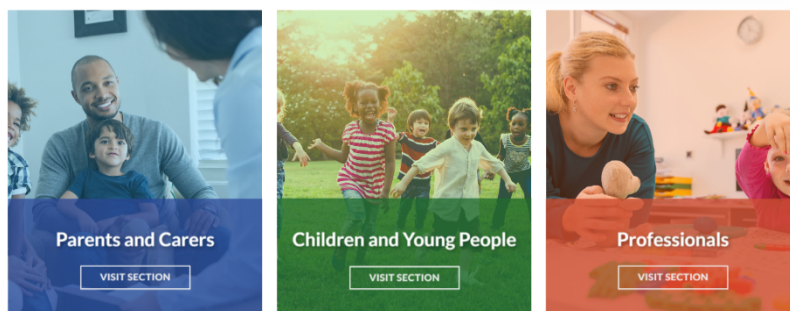 Parents and Carers
VISIT SECTION
Children and Young People
VISIT SECTION
Professionals
VISIT SECTION